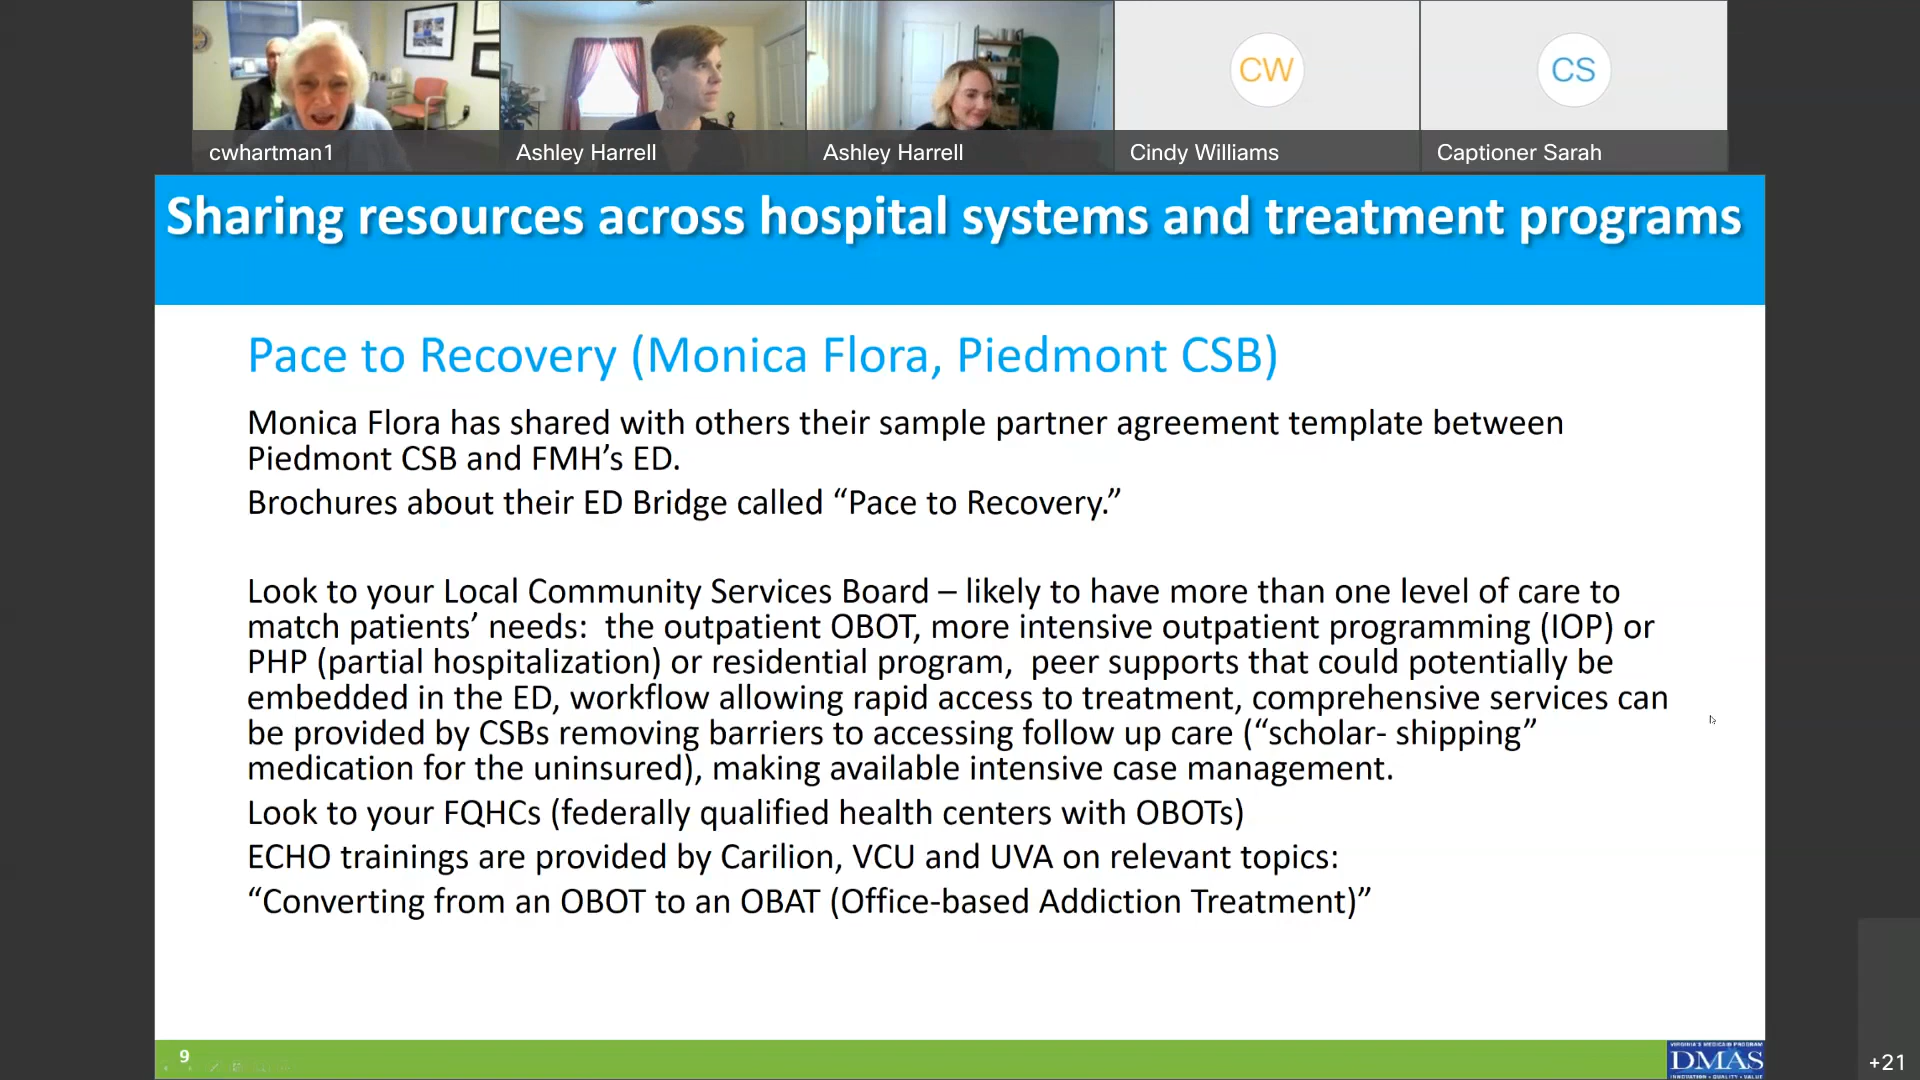 cwhartman1
Ashley Harrell
Ashley Harrell
CW
Cindy Williams
CS
Captioner Sarah
Sharing resources across hospital systems and treatment programs
Pace to Recovery (Monica Flora, Piedmont CSB)
Monica Flora has shared with others their sample partner agreement template between
Piedmont CSB and FMH’s ED.
Brochures about their ED Bridge called “Pace to Recovery.”
Look to your Local Community Services Board – likely to have more than one level of care to
match patients’ needs:  the outpatient OBOT, more intensive outpatient programming (IOP) or
PHP (partial hospitalization) or residential program,  peer supports that could potentially be
embedded in the ED, workflow allowing rapid access to treatment, comprehensive services can
be provided by CSBs removing barriers to accessing follow up care (“scholar- shipping”
medication for the uninsured), making available intensive case management.
Look to your FQHCs (federally qualified health centers with OBOTs)
ECHO trainings are provided by Carilion, VCU and UVA on relevant topics:
“Converting from an OBOT to an OBAT (Office-based Addiction Treatment)”
9
VIRGINIA'S MEDICAID PROGRAM
DMAS
INNOVATION • QUALITY • VALUE
+21